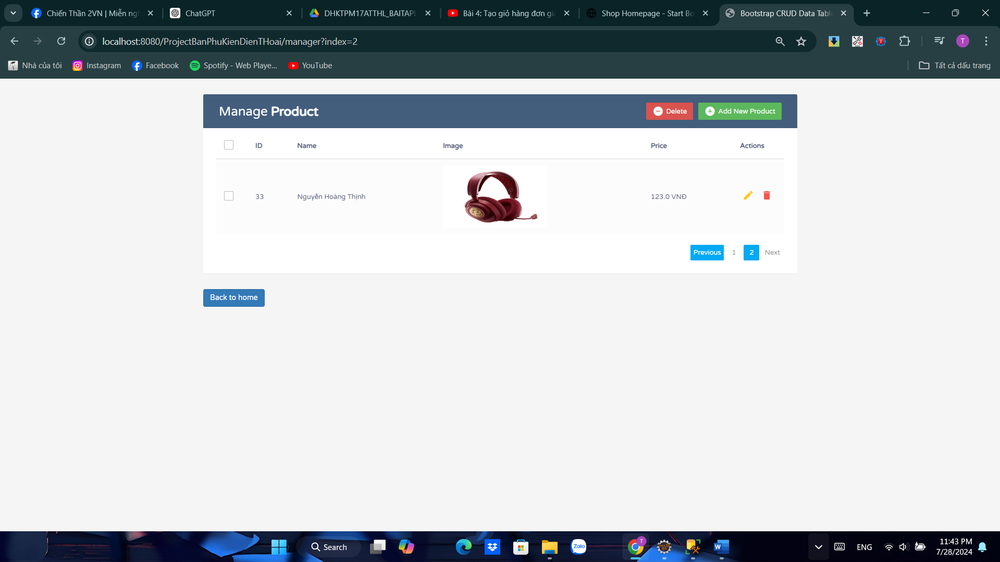 Chiến Thần 2VN | Miễn ng
ChatGPT
DHKTPM17ATTHL_BAITAPL
Bài 4: Tạo giỏ hàng đơn giả
Shop Homepage - Start Bo
Bootstrap CRUD Data Tabl
localhost:8080/ProjectBanPhuKienDienTHoai/manager?index=2
T
Nhà của tôi
Instagram
Facebook
Spotify - Web Playe...
YouTube
Tất cả dấu trang
Manage Product
Delete
Add New Product
ID Name Image Price Actions
33 Nguyễn Hoàng Thịnh 123.0 VNĐ
Previous 1 2 Next
Back to home
Search
Zalo
T
ENG
11:43 PM
7/28/2024